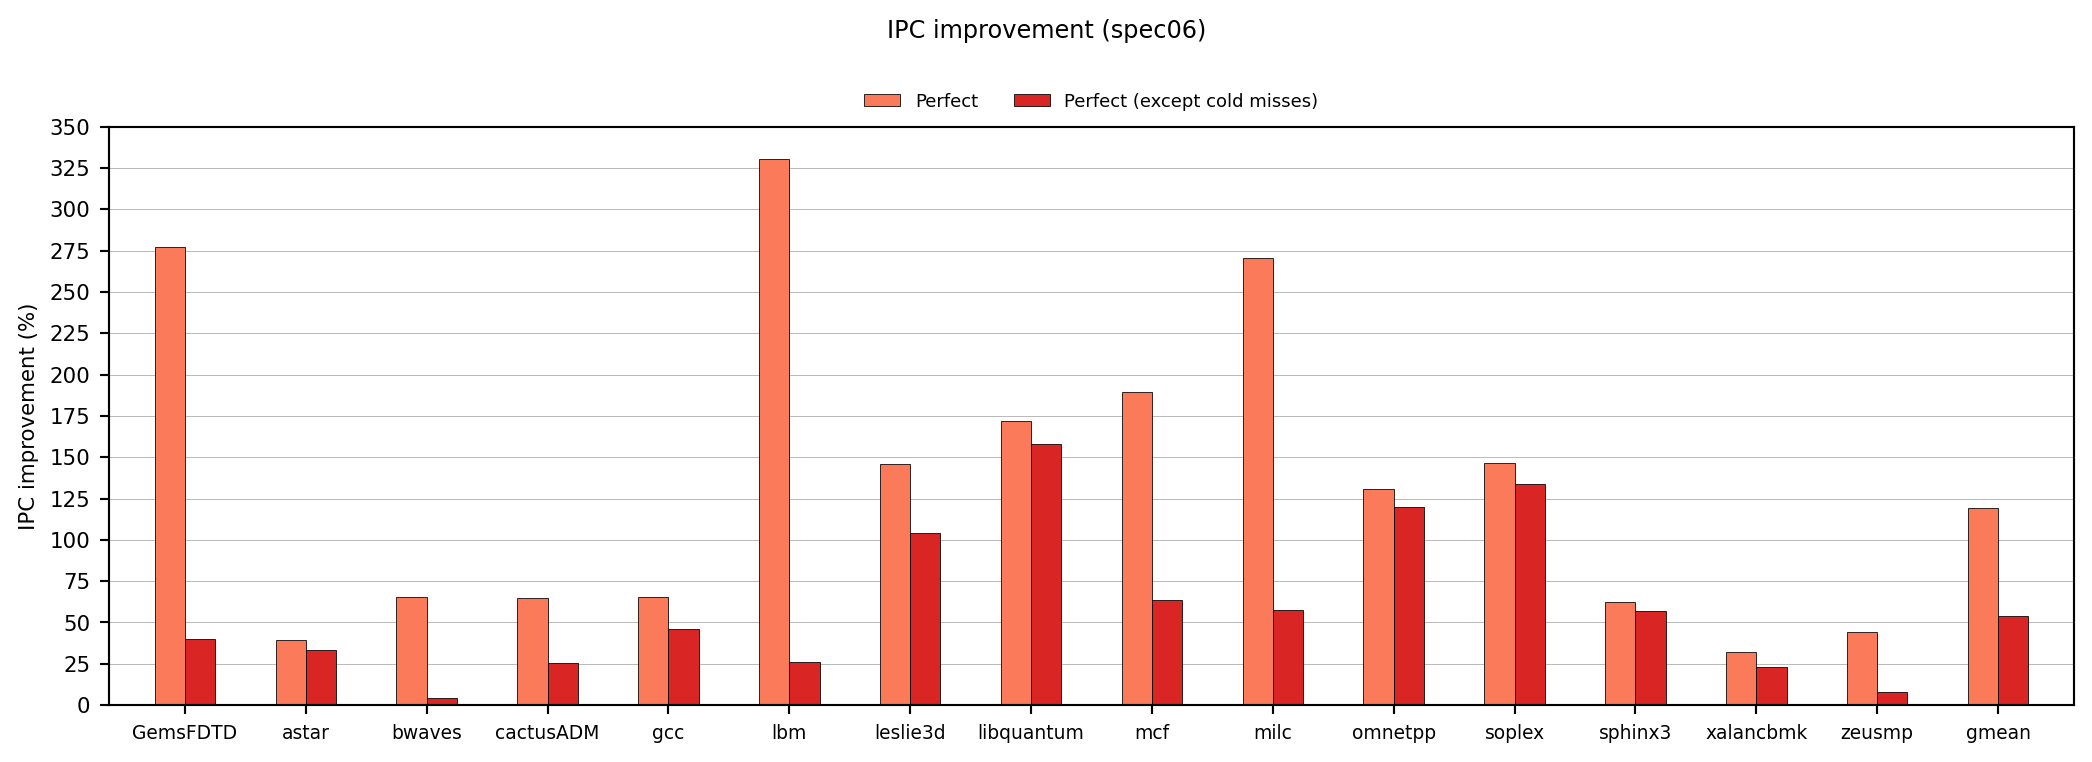 IPC improvement (spec06)
Perfect
Perfect (except cold misses)
IPC improvement (%)
350
325
300
275
250
225
200
175
150
125
100
75
50
25
0
GemsFDTD
astar
bwaves
cactusADM
gcc
lbm
leslie3d
libquantum
mcf
milc
omnetpp
soplex
sphinx3
xalancbmk
zeusmp
gmean